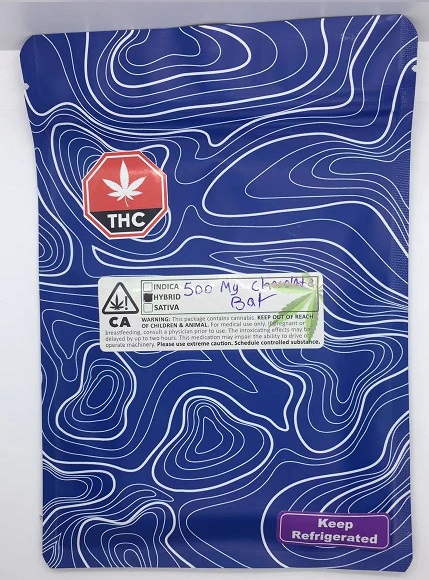 THC
INDICA
HYBRID
SATIVA
500 My Chocolate
Bar
CA
WARNING: This package contains cannabis. KEEP OUT OF REACH
OF CHILDREN & ANIMAL. For medical use only. If pregnant or
breastfeeding, consult a physician prior to use. The intoxicating effects may be
delayed by up to two hours. This medication may impair the ability to drive or
operate machinery. Please use extreme caution. Schedule controlled substance.
Keep
Refrigerated